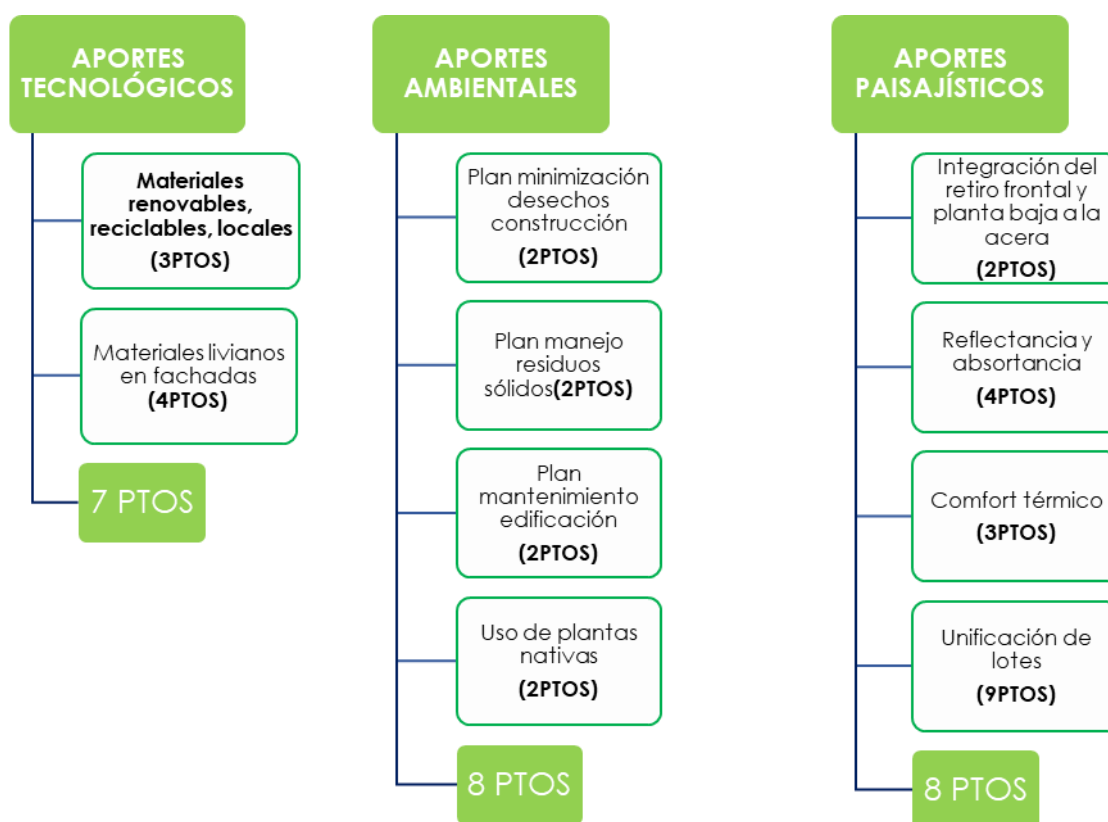 APORTES
TECNOLÓGICOS
Materiales
renovables,
reciclables, locales
(3PTOS)
Materiales livianos
en fachadas
(4PTOS)
7 PTOS
APORTES
AMBIENTALES
Plan minimización
desechos
construcción
(2PTOS)
Plan manejo
residuos
sólidos(2PTOS)
Plan
mantenimiento
edificación
(2PTOS)
Uso de plantas
nativas
(2PTOS)
8 PTOS
APORTES
PAISAJÍSTICOS
Integración del
retiro frontal y
planta baja a la
acera
(2PTOS)
Reflectancia y
absortancia
(4PTOS)
Comfort térmico
(3PTOS)
Unificación de
lotes
(9PTOS)
8 PTOS